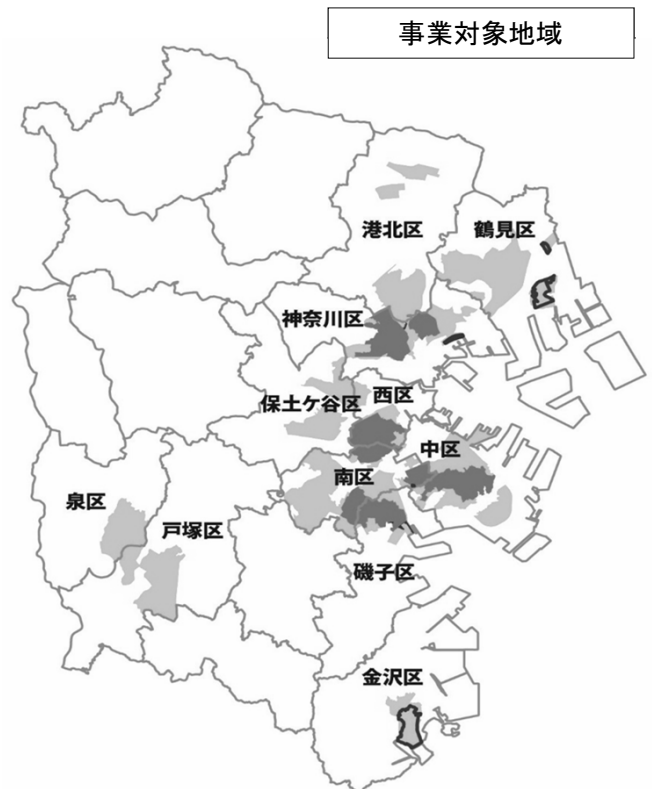 事業対象地域
港北区
鶴見区
神奈川区
西区
保土ケ谷区
中区
南区
泉区
戸塚区
磯子区
金沢区